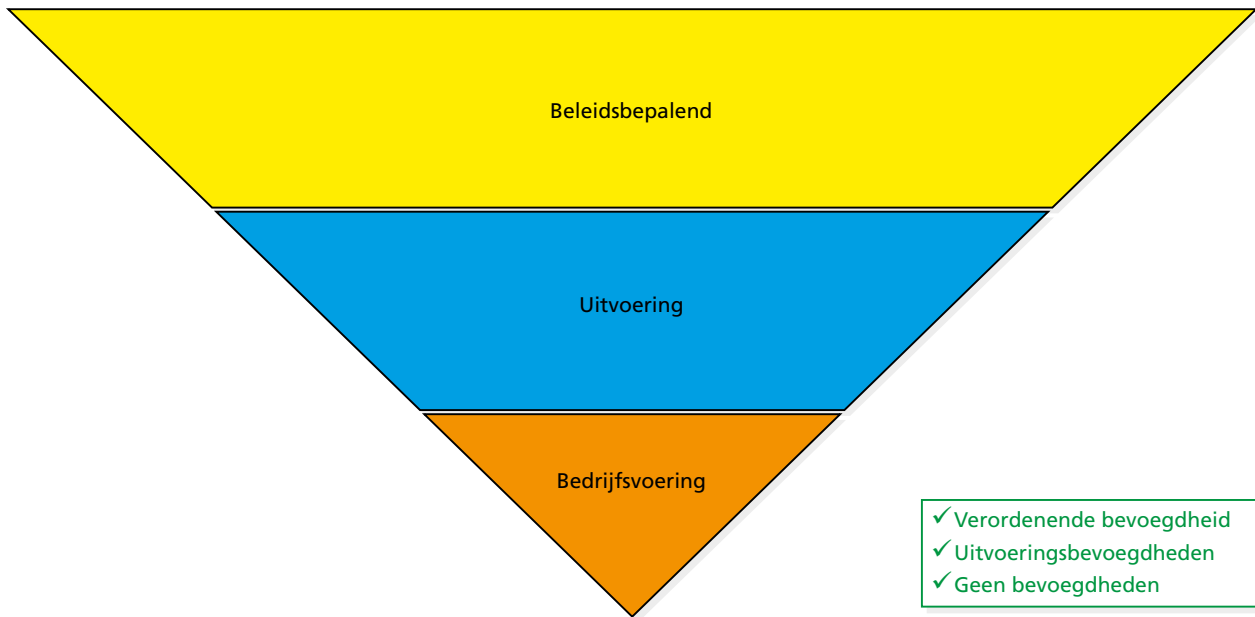 Beleidsbepalend
Uitvoering
Bedrijfsvoering
✓ Verordenende bevoegdheid
✓ Uitvoeringsbevoegdheden
✓ Geen bevoegdheden